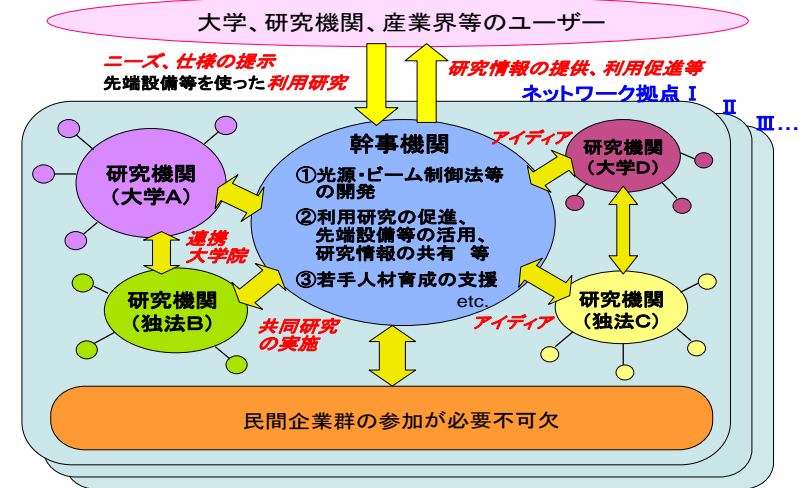 大学、研究機関、産業界等のユーザー
ニーズ、仕様の提示
先端設備等を使った利用研究
研究情報の提供、利用促進等
ネットワーク拠点Ⅰ
Ⅱ
Ⅲ…
幹事機関
①光源・ビーム制御法等
の開発
②利用研究の促進、
先端設備等の活用、
研究情報の共有 等
③若手人材育成の支援
etc.
研究機関
（大学A）
アイディア
研究機関
（大学D）
連携
大学院
研究機関
（独法B）
共同研究
の実施
アイディア
研究機関
（独法C）
民間企業群の参加が必要不可欠